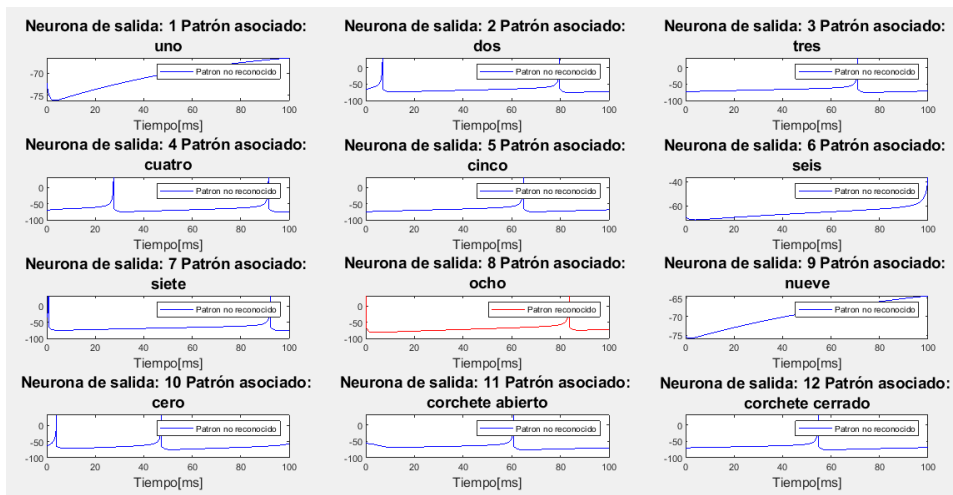 Neurona de salida: 1 Patrón asociado:
uno
Neurona de salida: 2 Patrón asociado:
dos
Neurona de salida: 3 Patrón asociado:
tres
-70
-75
Patron no reconocido
0 20 40 60 80 100
Tiempo[ms]
0
-50
-100
Patron no reconocido
0 20 40 60 80 100
Tiempo[ms]
0
-50
-100
Patron no reconocido
0 20 40 60 80 100
Tiempo[ms]
Neurona de salida: 4 Patrón asociado:
cuatro
Neurona de salida: 5 Patrón asociado:
cinco
Neurona de salida: 6 Patrón asociado:
seis
0
-50
-100
Patron no reconocido
0 20 40 60 80 100
Tiempo[ms]
0
-50
-100
Patron no reconocido
0 20 40 60 80 100
Tiempo[ms]
-40
-60
Patron no reconocido
0 20 40 60 80 100
Tiempo[ms]
Neurona de salida: 7 Patrón asociado:
siete
Neurona de salida: 8 Patrón asociado:
ocho
Neurona de salida: 9 Patrón asociado:
nueve
0
-50
-100
Patron no reconocido
0 20 40 60 80 100
Tiempo[ms]
0
-50
-100
Patron no reconocido
0 20 40 60 80 100
Tiempo[ms]
-65
-70
-75
Patron no reconocido
0 20 40 60 80 100
Tiempo[ms]
Neurona de salida: 10 Patrón asociado:
cero
Neurona de salida: 11 Patrón asociado:
corchete abierto
Neurona de salida: 12 Patrón asociado:
corchete cerrado
0
-50
-100
Patron no reconocido
0 20 40 60 80 100
Tiempo[ms]
0
-50
-100
Patron no reconocido
0 20 40 60 80 100
Tiempo[ms]
0
-50
-100
Patron no reconocido
0 20 40 60 80 100
Tiempo[ms]